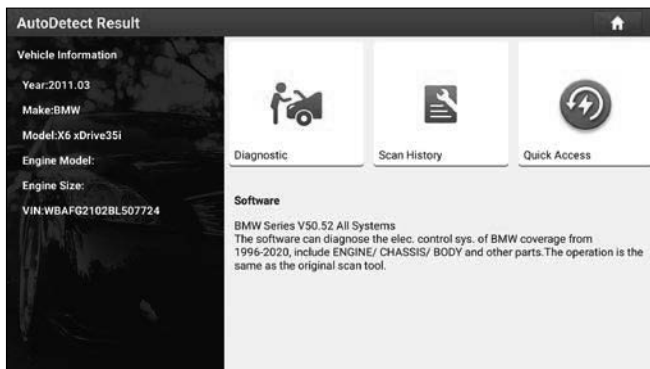 AutoDetect Result
Vehicle Information
Year:2011.03
Make:BMW
Model:X6 xDrive35i
Engine Model:
Engine Size:
VIN:WBAFG2102BL507724
Diagnostic
Scan History
Quick Access
Software
BMW Series V50.52 All Systems
The software can diagnose the elec. control sys. of BMW coverage from
1996-2020, include ENGINE/ CHASSIS/ BODY and other parts.The operation is the
same as the original scan tool.